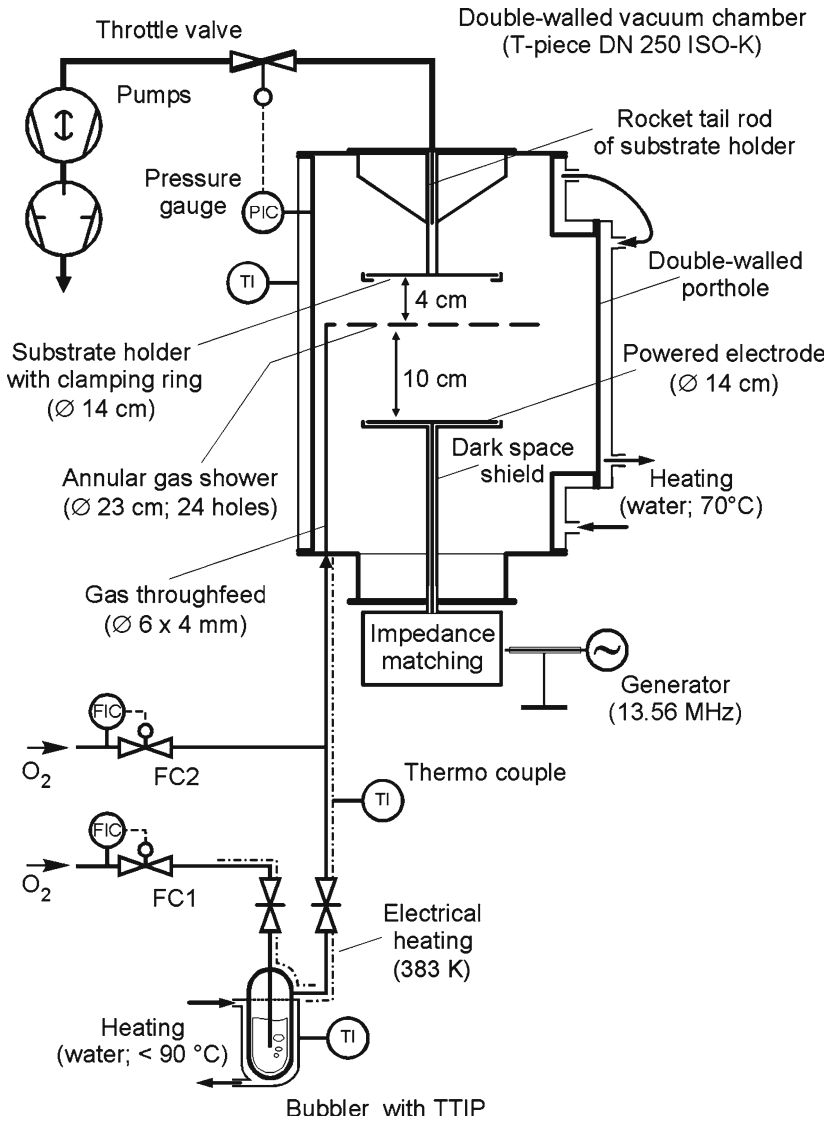 Double-walled vacuum chamber
(T-piece DN 250 ISO-K)
Throttle valve
Pumps
Rocket tail rod
of substrate holder
Pressure
gauge
PIC
TI
Double-walled
porthole
4 cm
Substrate holder
with clamping ring
(∅ 14 cm)
10 cm
Powered electrode
(∅ 14 cm)
Annular gas shower
(∅ 23 cm; 24 holes)
Dark space
shield
Heating
(water; 70°C)
Gas throughfeed
(∅ 6 x 4 mm)
Impedance
matching
~
Generator
(13.56 MHz)
FIC
O2
FC2
Thermo couple
TI
FIC
O2
FC1
Electrical
heating
(383 K)
Heating
(water; < 90 °C)
TI
Bubbler with TTIP